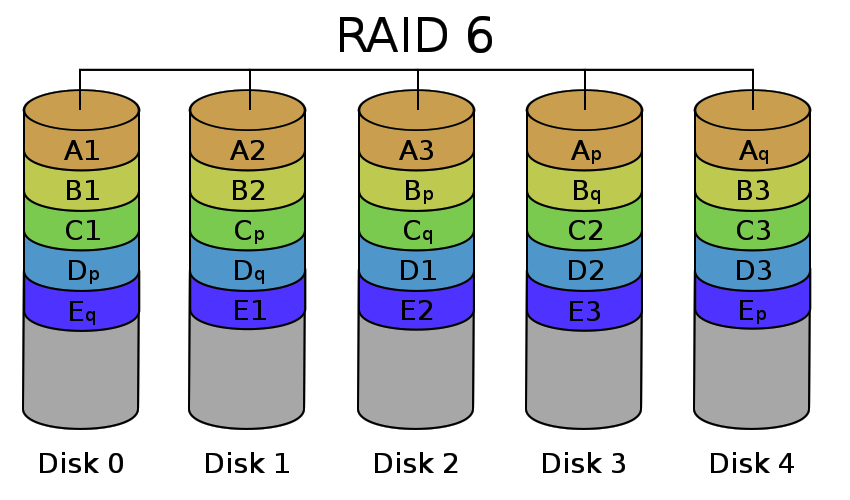 RAID 6
A1 A2 A3 Ap Aq
B1 B2 Bp Bq B3
C1 Cp Cq C2 C3
Dp Dq D1 D2 D3
Eq E1 E2 E3 Ep
Disk 0 Disk 1 Disk 2 Disk 3 Disk 4